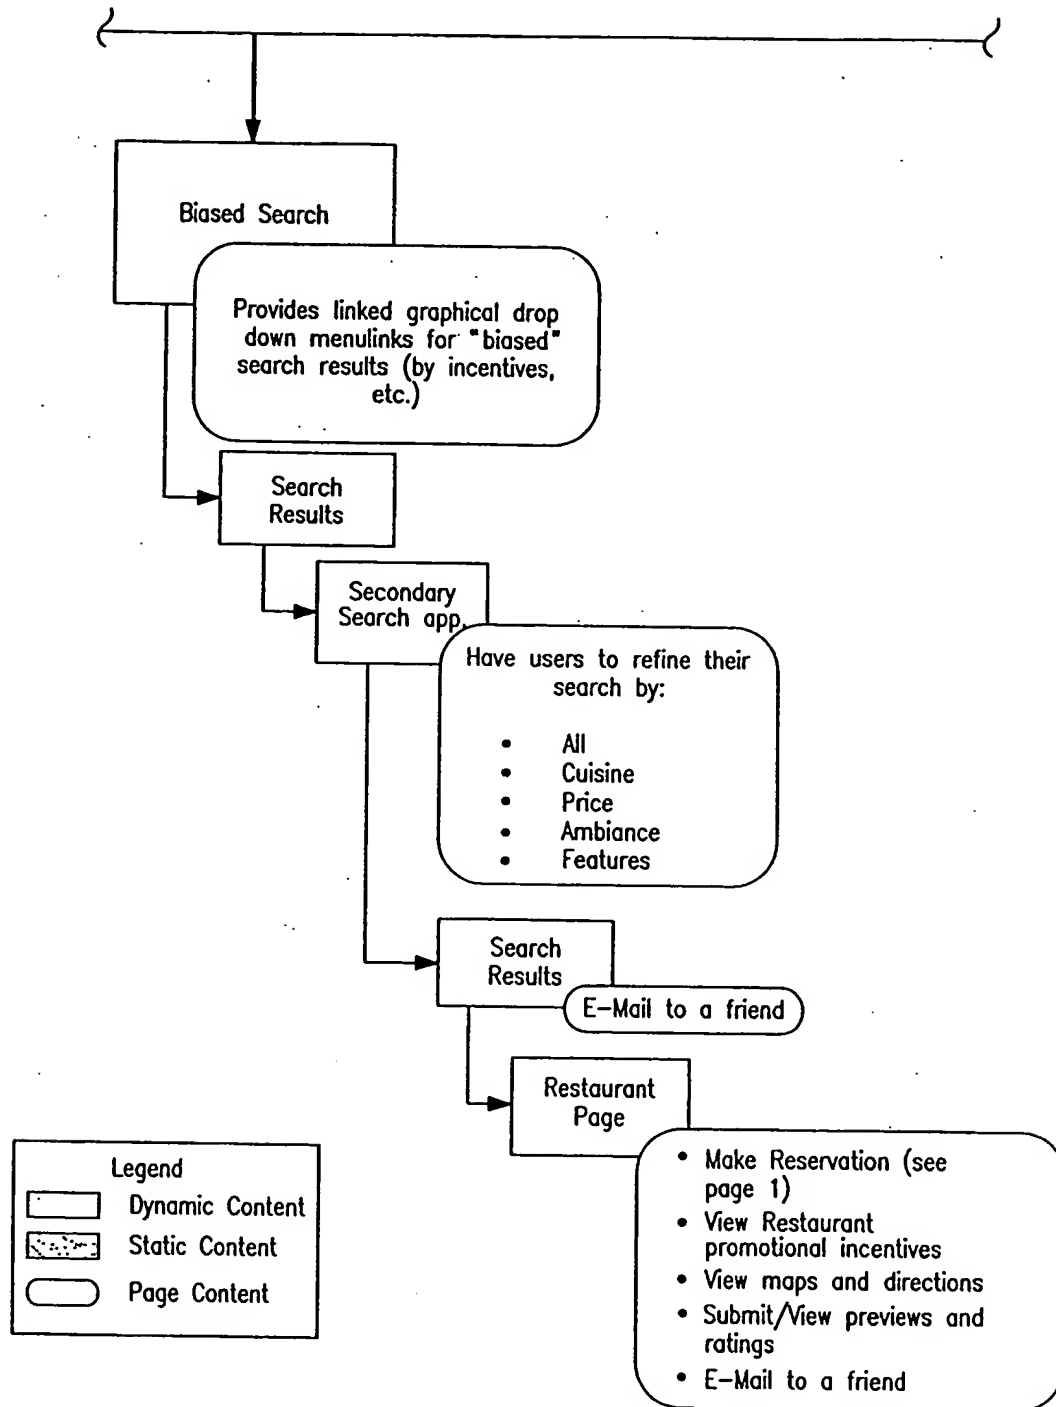 Biased Search
Provides linked graphical drop
down menulinks for "biased"
search results (by incentives,
etc.)
Search
Results
Secondary
Search app.
Have users to refine their
search by:
• All
• Cuisine
• Price
• Ambiance
• Features
Search
Results
E-Mail to a friend
Restaurant
Page
• Make Reservation (see
page 1)
• View Restaurant
promotional incentives
• View maps and directions
• Submit/View previews and
ratings
• E-Mail to a friend
Legend
Dynamic Content
Static Content
Page Content